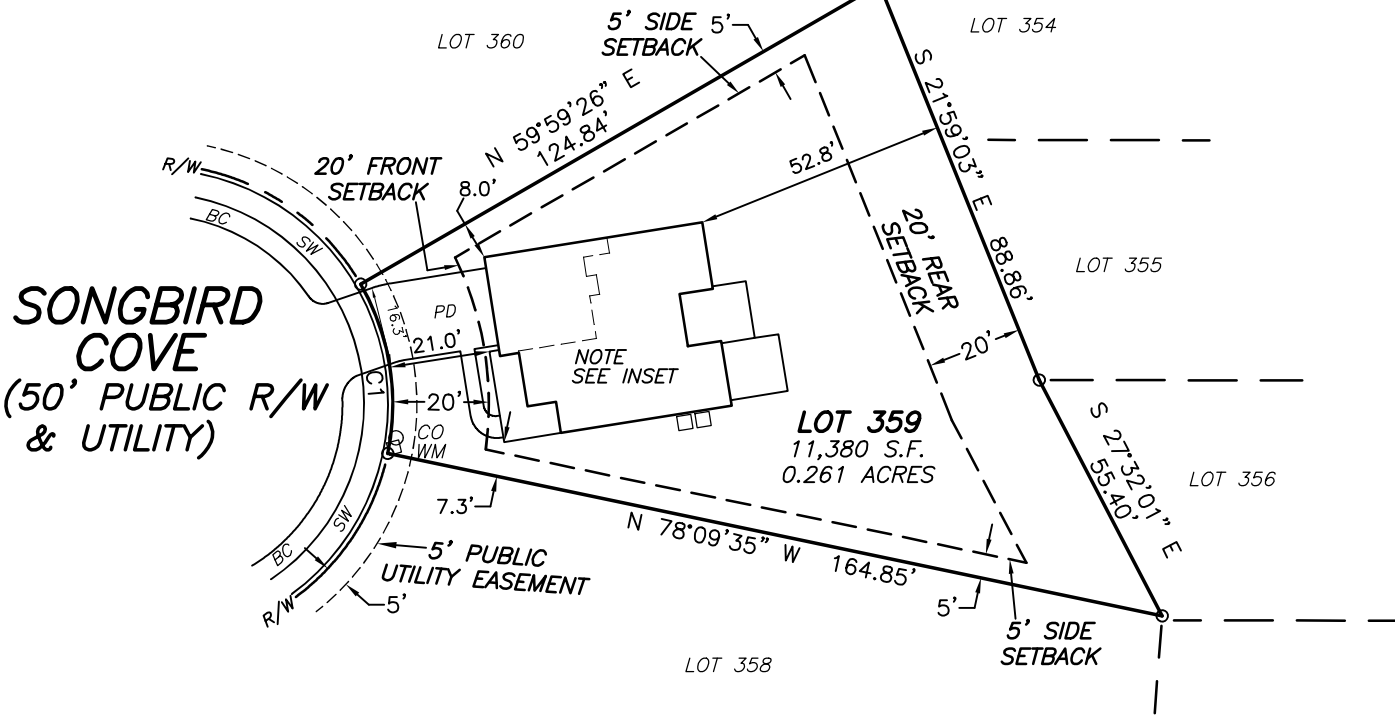 LOT 360
5' SIDE
SETBACK
5'
LOT 354
N 59°59'26" E
124.84'
S 21°59'03" E 88.86'
R/W
20' FRONT
SETBACK
8.0'
52.8'
BC
SW
20' REAR
SETBACK
LOT 355
SONGBIRD
COVE
(50' PUBLIC R/W
& UTILITY)
16.3'
PD
21.0'
NOTE
SEE INSET
20'
C1
20'
CO
WM
LOT 359
11,380 S.F.
0.261 ACRES
S 27°32'01" E
55.40'
LOT 356
7.3'
N 78°09'35" W 164.85'
SW
BC
5' PUBLIC
UTILITY EASEMENT
R/W
5'
5'
5' SIDE
SETBACK
LOT 358